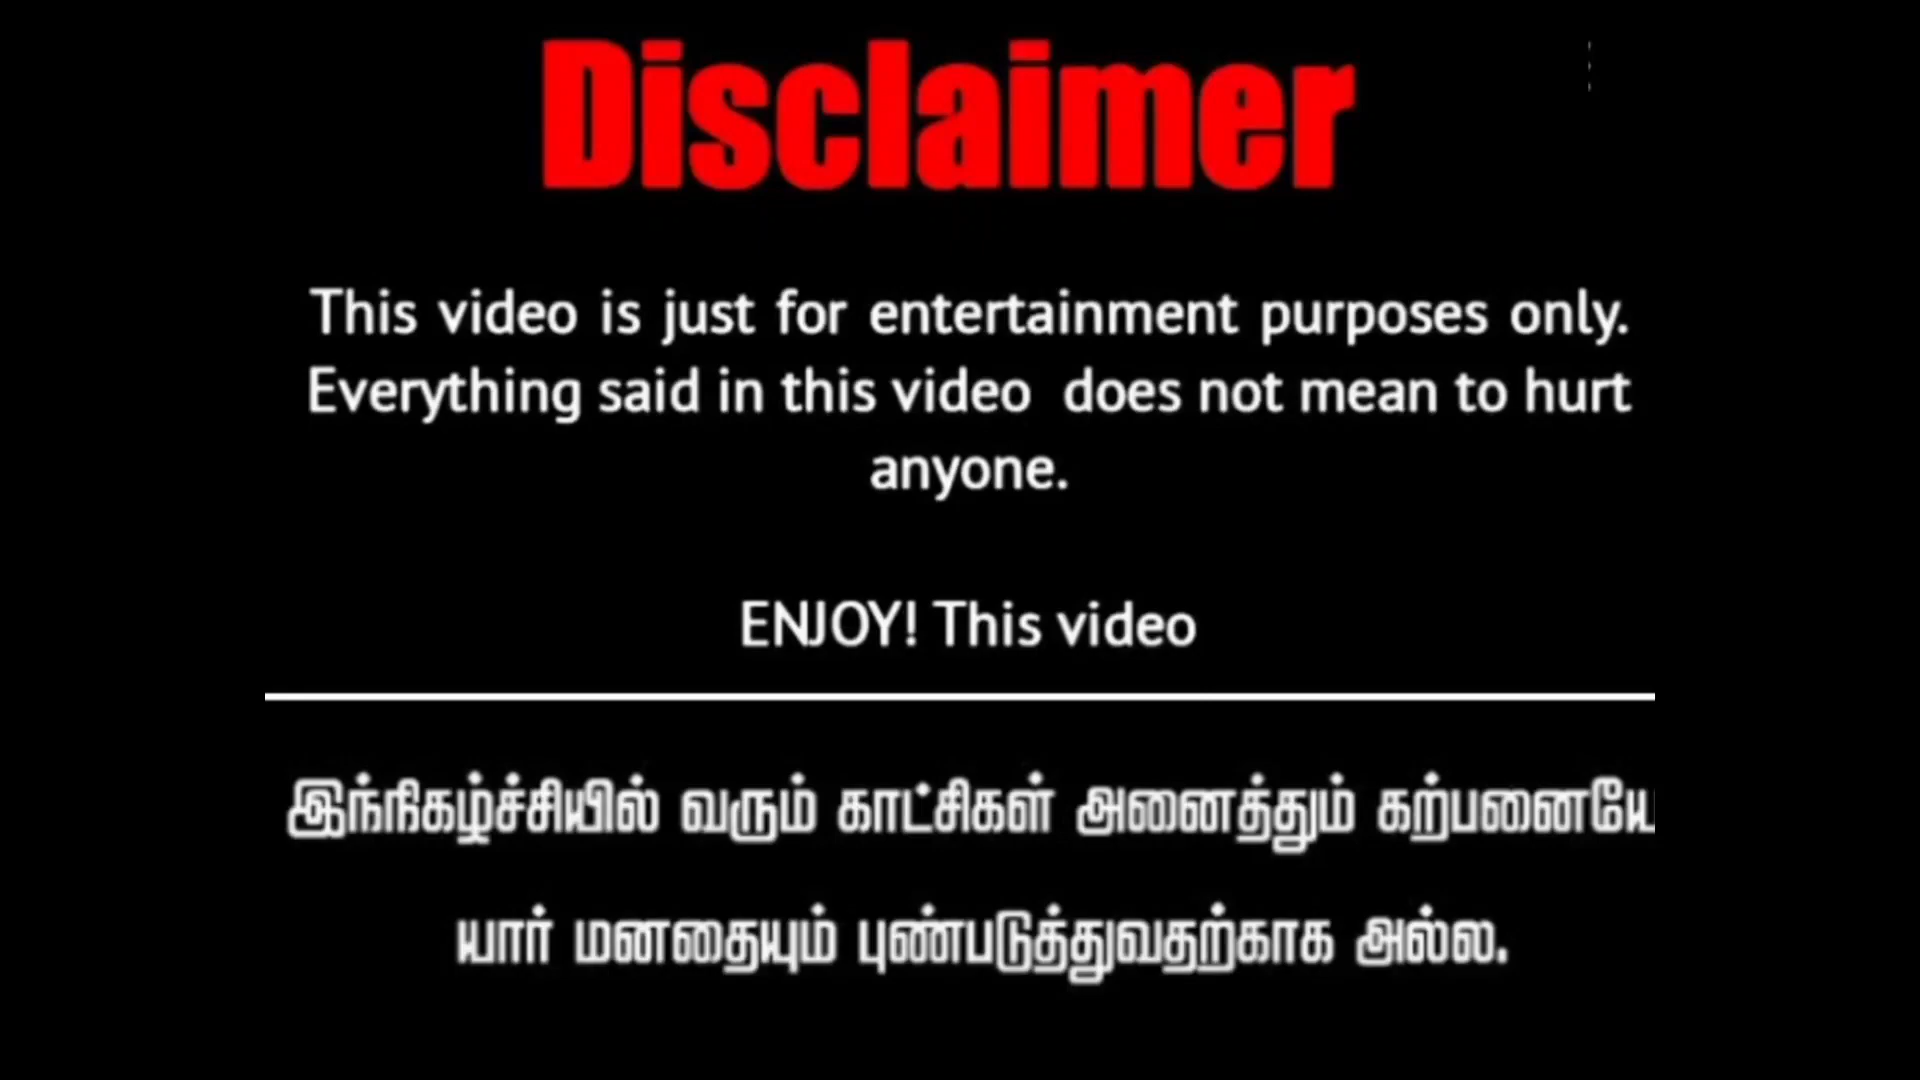 Disclaimer
This video is just for entertainment purposes only.
Everything said in this video does not mean to hurt
anyone.
ENJOY! This video
இந்நிகழ்ச்சியில் வரும் காட்சிகள் அனைத்தும் கற்பனையே
யார் மனதையும் புண்படுத்துவதற்காக அல்ல.